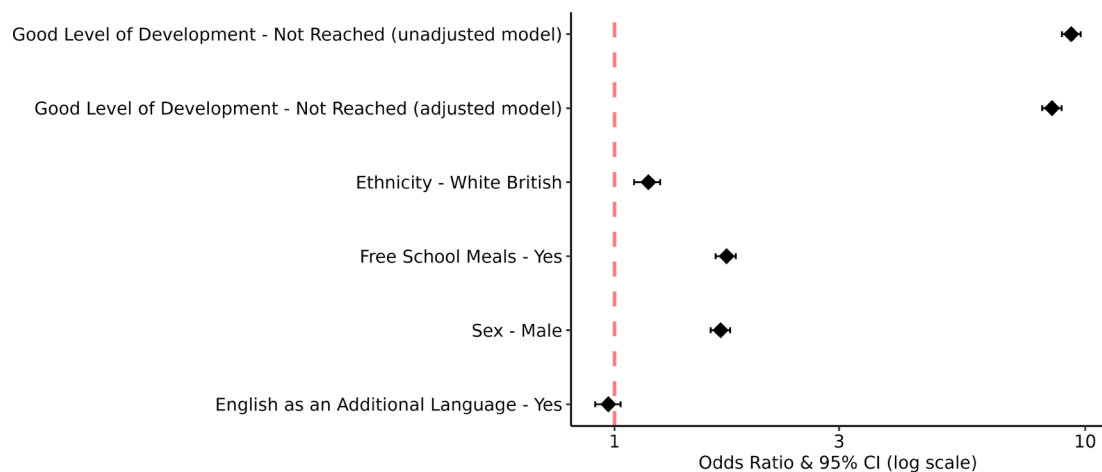 Good Level of Development - Not Reached (unadjusted model)
Good Level of Development - Not Reached (adjusted model)
Ethnicity - White British
Free School Meals - Yes
Sex - Male
English as an Additional Language - Yes
1 3 10
Odds Ratio & 95% CI (log scale)